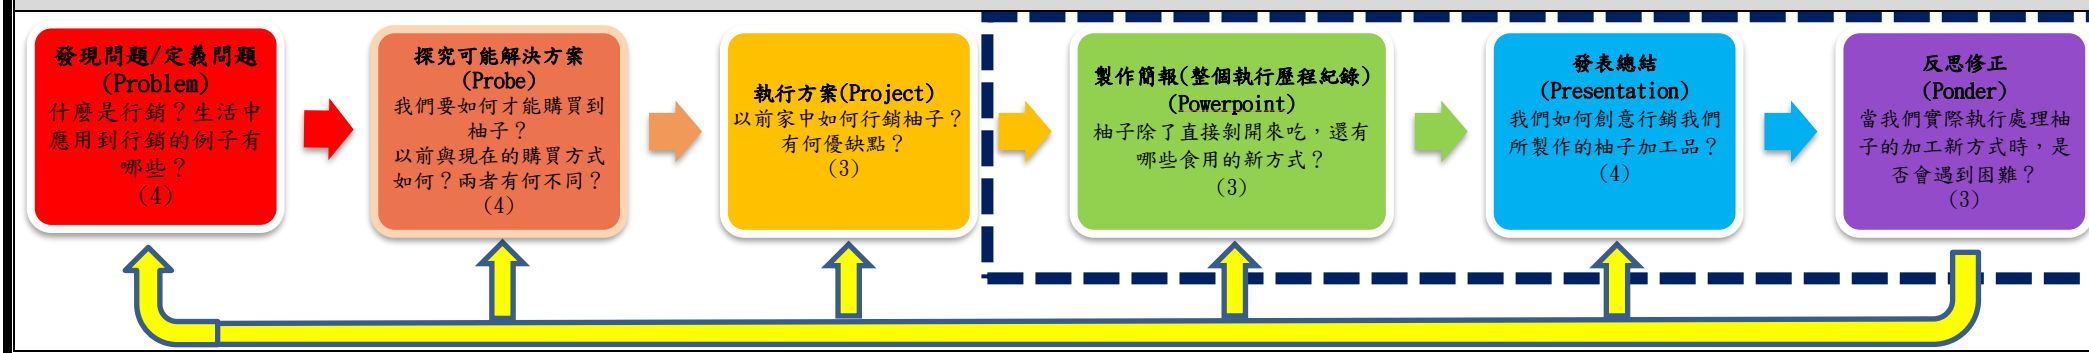 發現問題/定義問題
(Problem)
什麼是行銷？生活中
應用到行銷的例子有
哪些？
(4)
探究可能解決方案
(Probe)
我們要如何才能購買到
柚子？
以前與現在的購買方式
如何？兩者有何不同？
(4)
執行方案(Project)
以前家中如何行銷柚子？
有何優缺點？
(3)
製作簡報(整個執行歷程紀錄)
(Powerpoint)
柚子除了直接剝開來吃，還有
哪些食用的新方式？
(3)
發表總結
(Presentation)
我們如何創意行銷我們
所製作的柚子加工品？
(4)
反思修正
(Ponder)
當我們實際執行處理柚
子的加工新方式時，是
否會遇到困難？
(3)